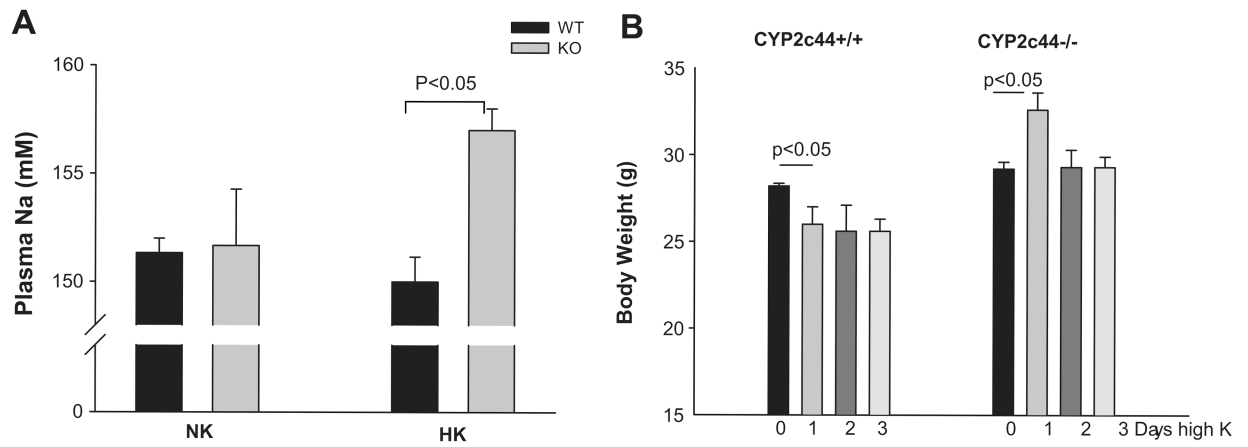 A
WT
KO
160
155
150
0
Plasma Na (mM)
P<0.05
NK
HK
B
CYP2c44+/+
CYP2c44-/-
35
30
25
20
15
Body Weight (g)
p<0.05
p<0.05
0 1 2 3 0 1 2 3 Days high K